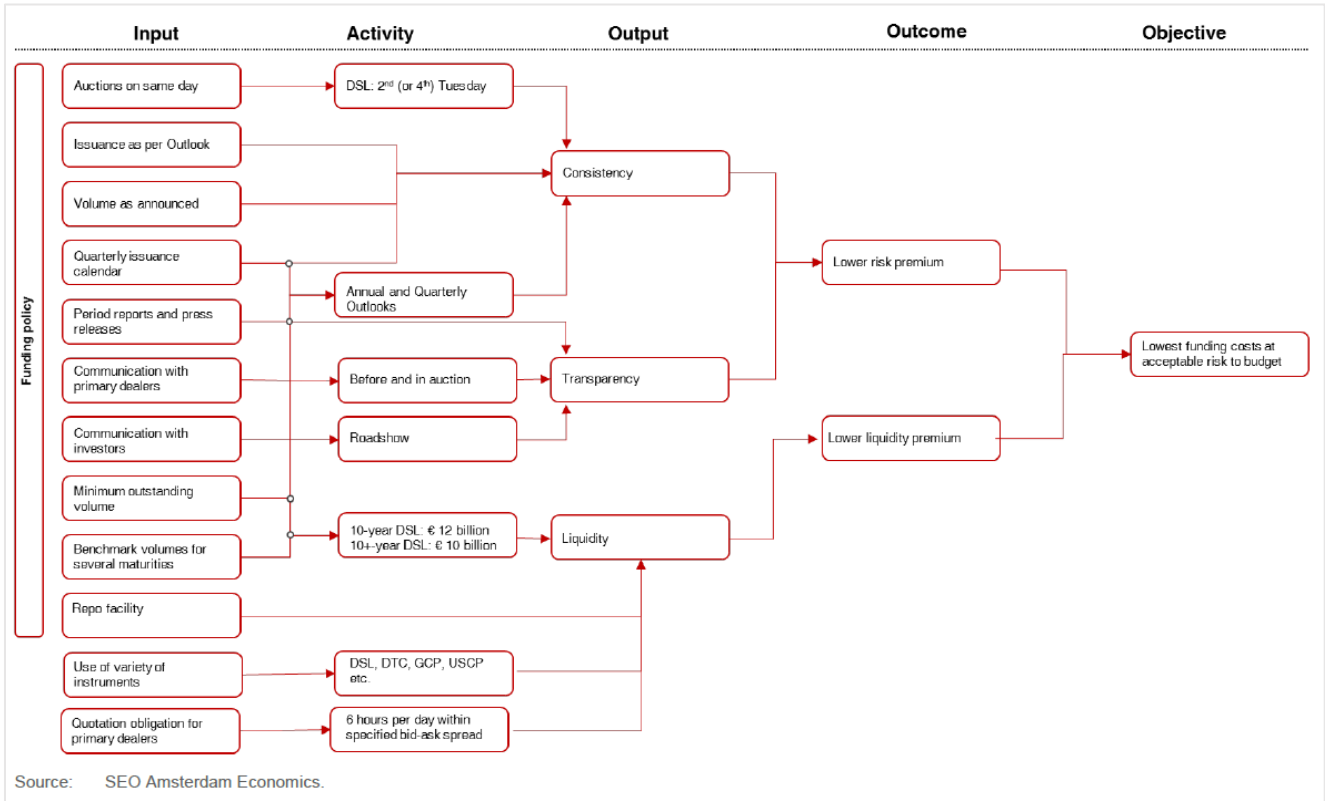 Input
Activity
Output
Outcome
Objective
Funding policy
Auctions on same day
DSL: 2nd (or 4th) Tuesday
Issuance as per Outlook
Consistency
Volume as announced
Quarterly issuance
calendar
Lower risk premium
Annual and Quarterly
Outlooks
Period reports and press
releases
Lowest funding costs at
acceptable risk to budget
Communication with
primary dealers
Before and in auction
Transparency
Communication with
investors
Roadshow
Lower liquidity premium
Minimum outstanding
volume
10-year DSL: € 12 billion
10+-year DSL: € 10 billion
Liquidity
Benchmark volumes for
several maturities
Repo facility
Use of variety of
instruments
DSL, DTC, GCP, USCP
etc.
Quotation obligation for
primary dealers
6 hours per day within
specified bid-ask spread
Source: SEO Amsterdam Economics.